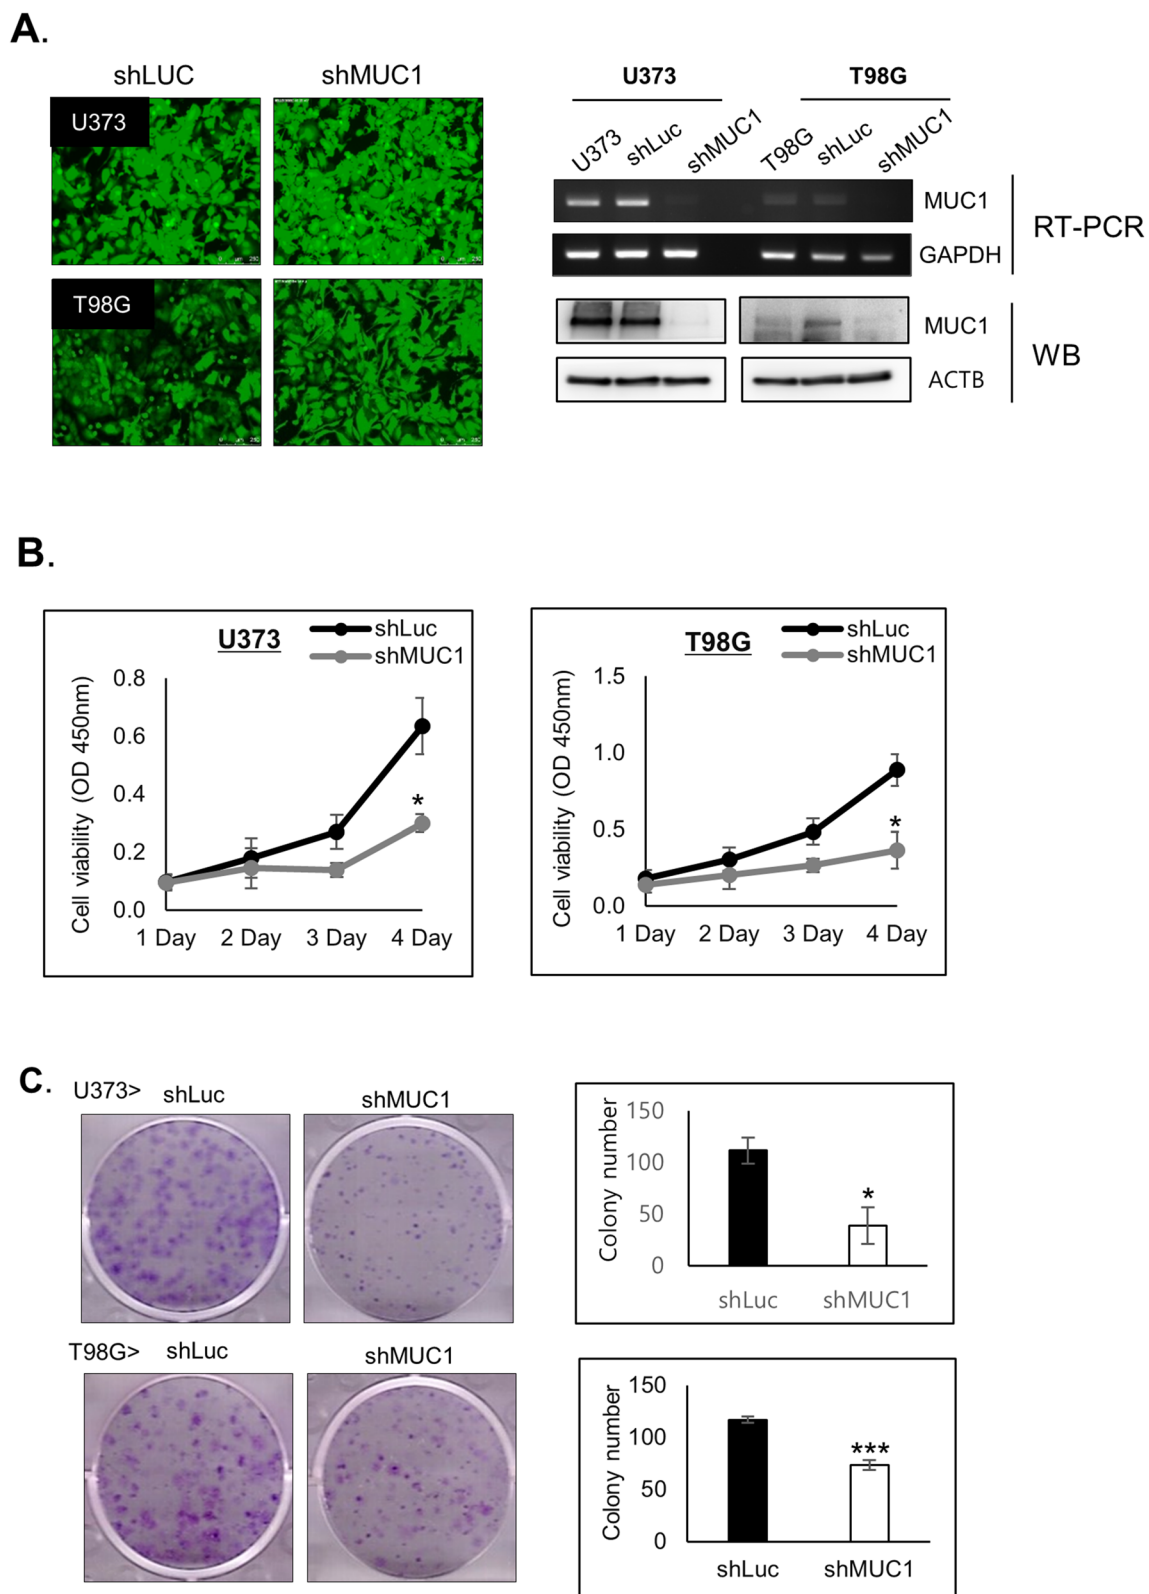 A.
shLUC shMUC1
U373
T98G
U373 T98G
U373 shLuc shMUC1 T98G shLuc shMUC1
MUC1
GAPDH
RT-PCR
MUC1
ACTB
WB
B.
U373
shLuc
shMUC1
Cell viability (OD 450nm)
0.8
0.6
0.4
0.2
0.0
*
1 Day 2 Day 3 Day 4 Day
T98G
shLuc
shMUC1
Cell viability (OD 450nm)
1.5
1.0
0.5
0.0
*
1 Day 2 Day 3 Day 4 Day
C.
U373> shLuc shMUC1
Colony number
150
100
50
0
*
shLuc shMUC1
T98G> shLuc shMUC1
Colony number
150
100
50
0
***
shLuc shMUC1